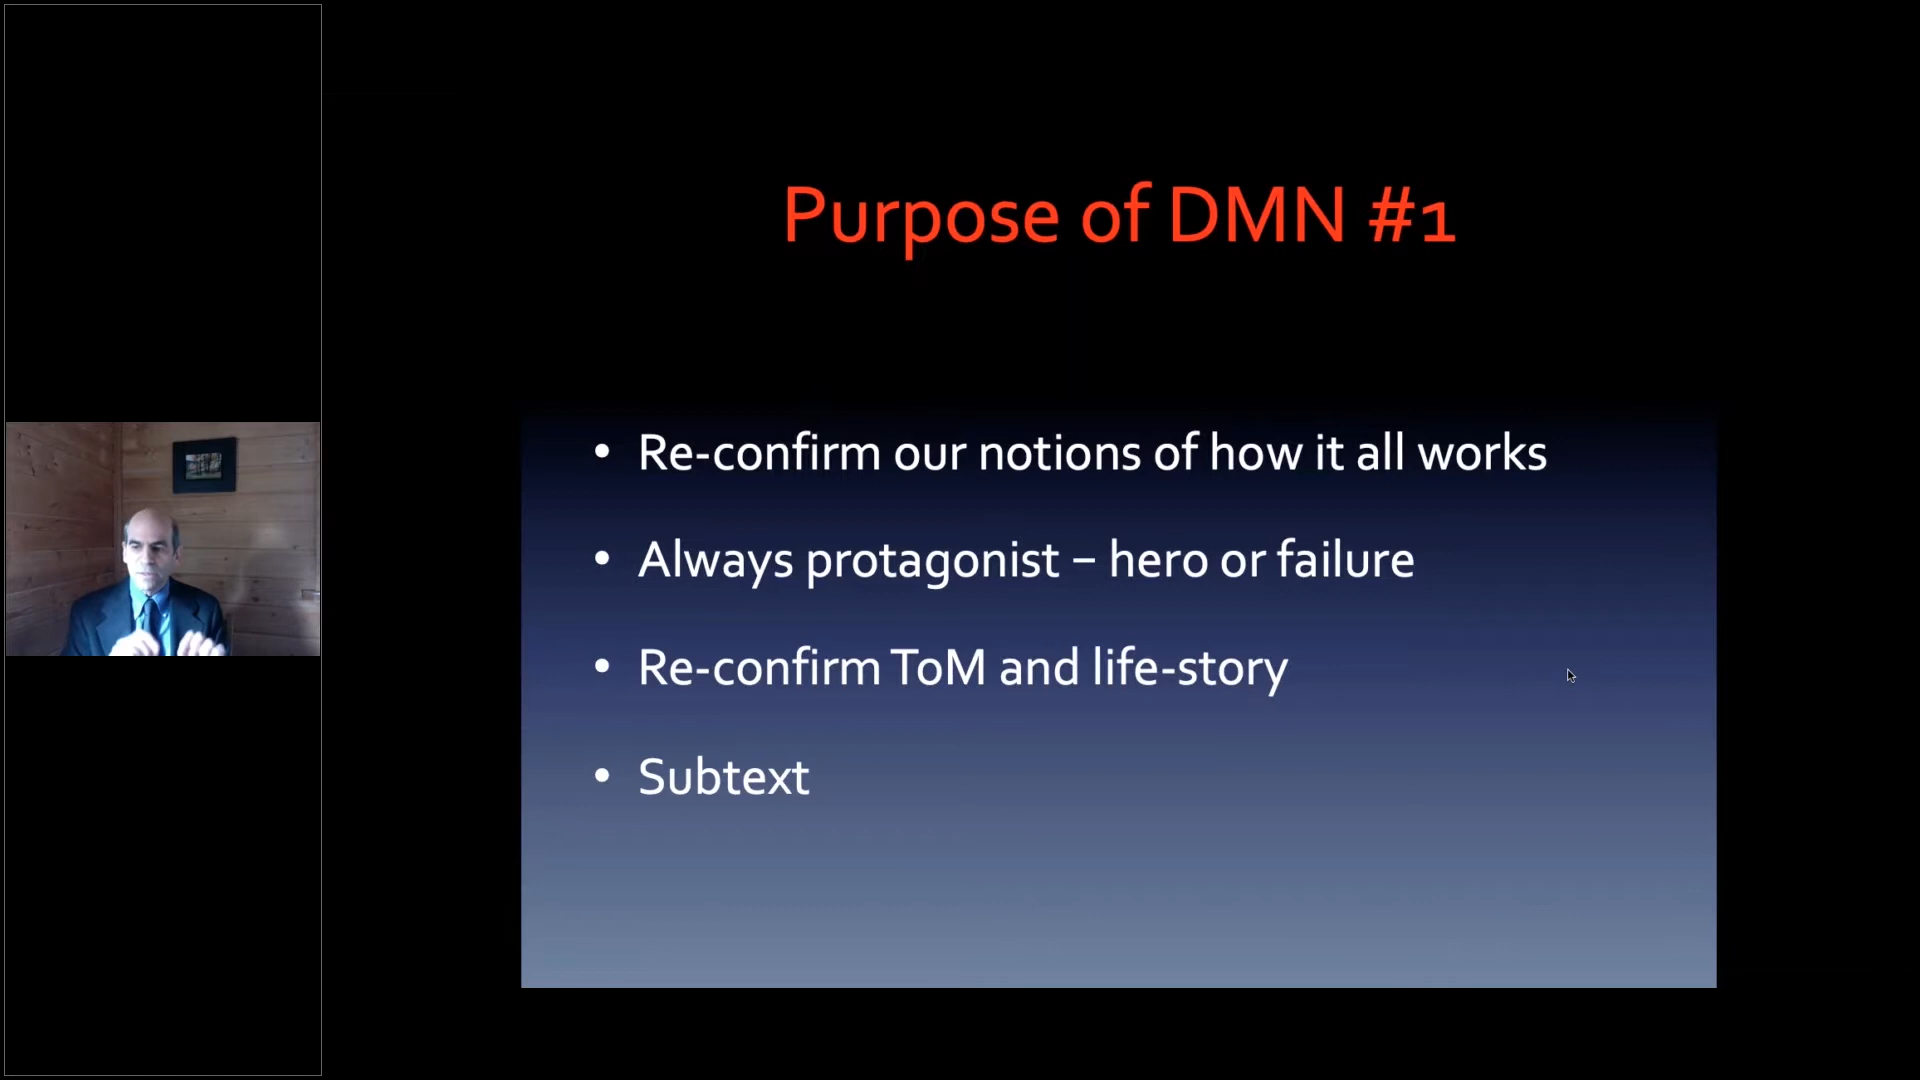 Purpose of DMN #1
• Re-confirm our notions of how it all works
• Always protagonist – hero or failure
• Re-confirm ToM and life-story
• Subtext